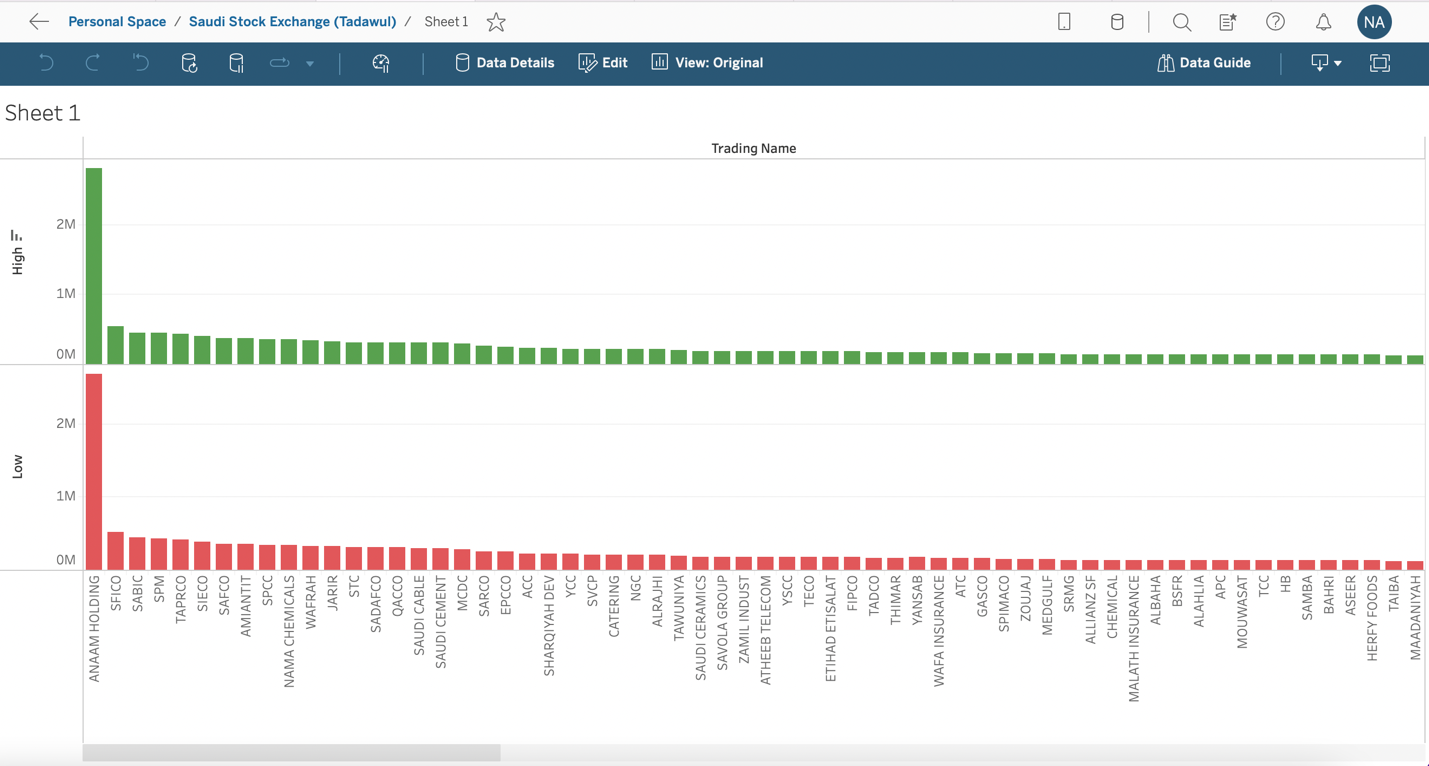 Personal Space / Saudi Stock Exchange (Tadawul) / Sheet 1
NA
Data Details
Edit
View: Original
Data Guide
Sheet 1
Trading Name
High
2M
1M
0M
Low
2M
1M
0M
ANAAM HOLDING
SFICO
SABIC
SPM
TAPRCO
SIECO
SAFCO
AMIANTIT
SPCC
NAMA CHEMICALS
WAFRAH
JARIR
STC
SADAFCO
QACCO
SAUDI CABLE
SAUDI CEMENT
MCDC
SARCO
EPCCO
ACC
SHARQIYAH DEV
YCC
SVCP
CATERING
NGC
ALRAJHI
TAWUNIYA
SAUDI CERAMICS
SAVOLA GROUP
ZAMIL INDUST
ATHEEB TELECOM
YSCC
TECO
ETIHAD ETISALAT
FIPCO
TADCO
THIMAR
YANSAB
WAFA INSURANCE
ATC
GASCO
SPIMACO
ZOUJAJ
MEDGULF
SRMG
ALLIANZ SF
CHEMICAL
MALATH INSURANCE
ALBAHA
BSFR
ALAHLIA
APC
MOUWASAT
TCC
HB
SAMBA
BAHRI
ASEER
HERFY FOODS
TAIBA
MAADANIYAH